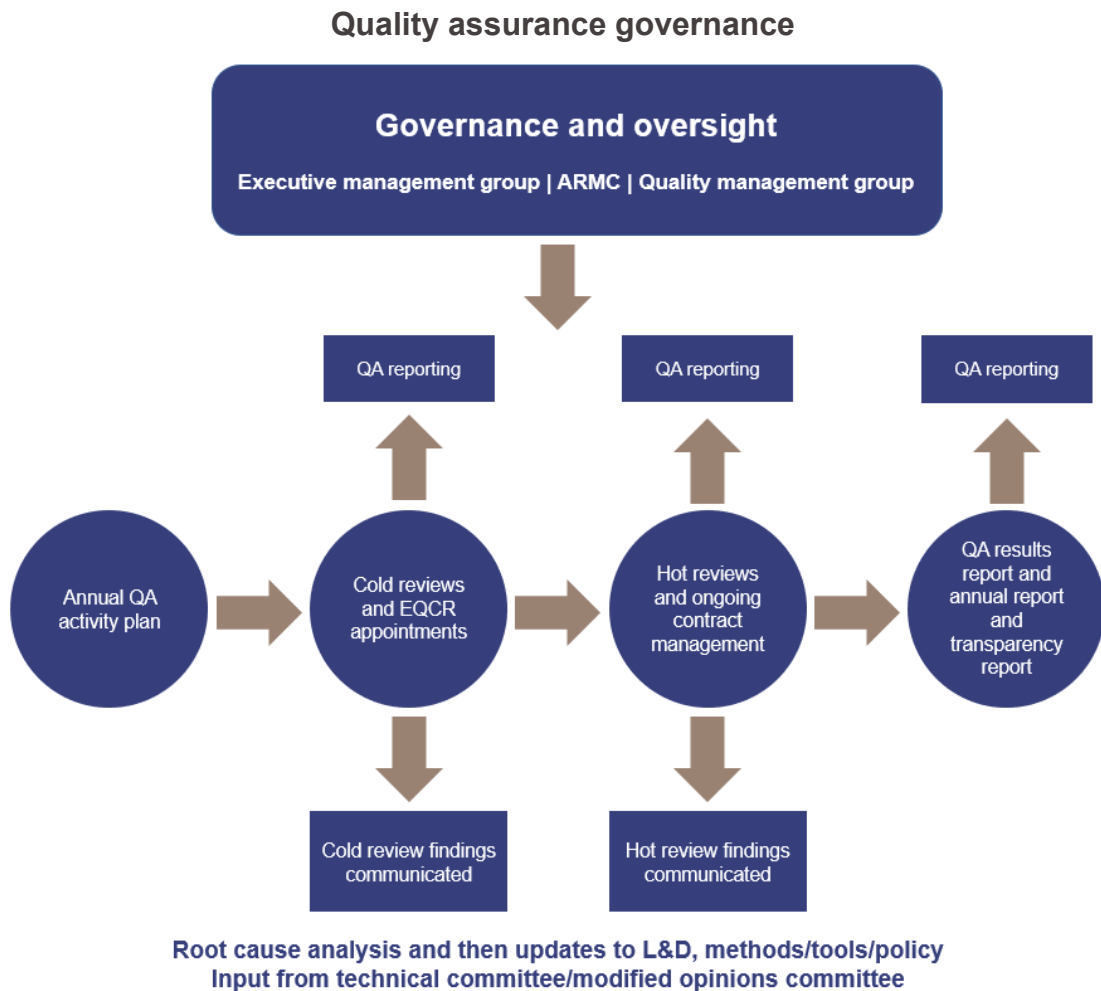 Quality assurance governance
Governance and oversight
Executive management group | ARMC | Quality management group
QA reporting
QA reporting
QA reporting
Annual QA
activity plan
Cold reviews
and EQCR
appointments
Hot reviews
and ongoing
contract
management
QA results
report and
annual report
and
transparency
report
Cold review findings
communicated
Hot review findings
communicated
Root cause analysis and then updates to L&D, methods/tools/policy
Input from technical committee/modified opinions committee